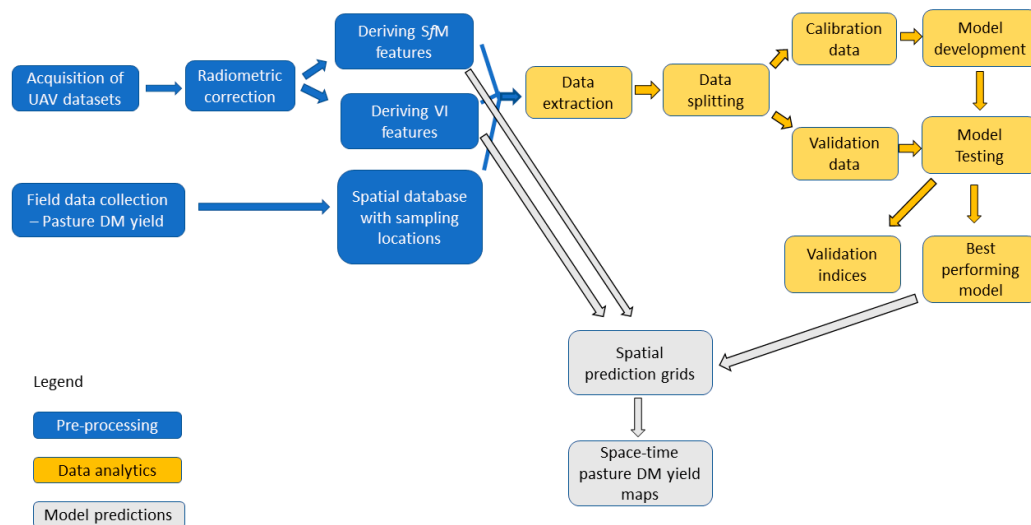 Acquisition of
UAV datasets
Radiometric
correction
Deriving SfM
features
Deriving VI
features
Field data collection
– Pasture DM yield
Spatial database
with sampling
locations
Data
extraction
Data
splitting
Calibration
data
Model
development
Validation
data
Model
Testing
Validation
indices
Best
performing
model
Spatial
prediction grids
Space-time
pasture DM yield
maps
Legend
Pre-processing
Data analytics
Model predictions